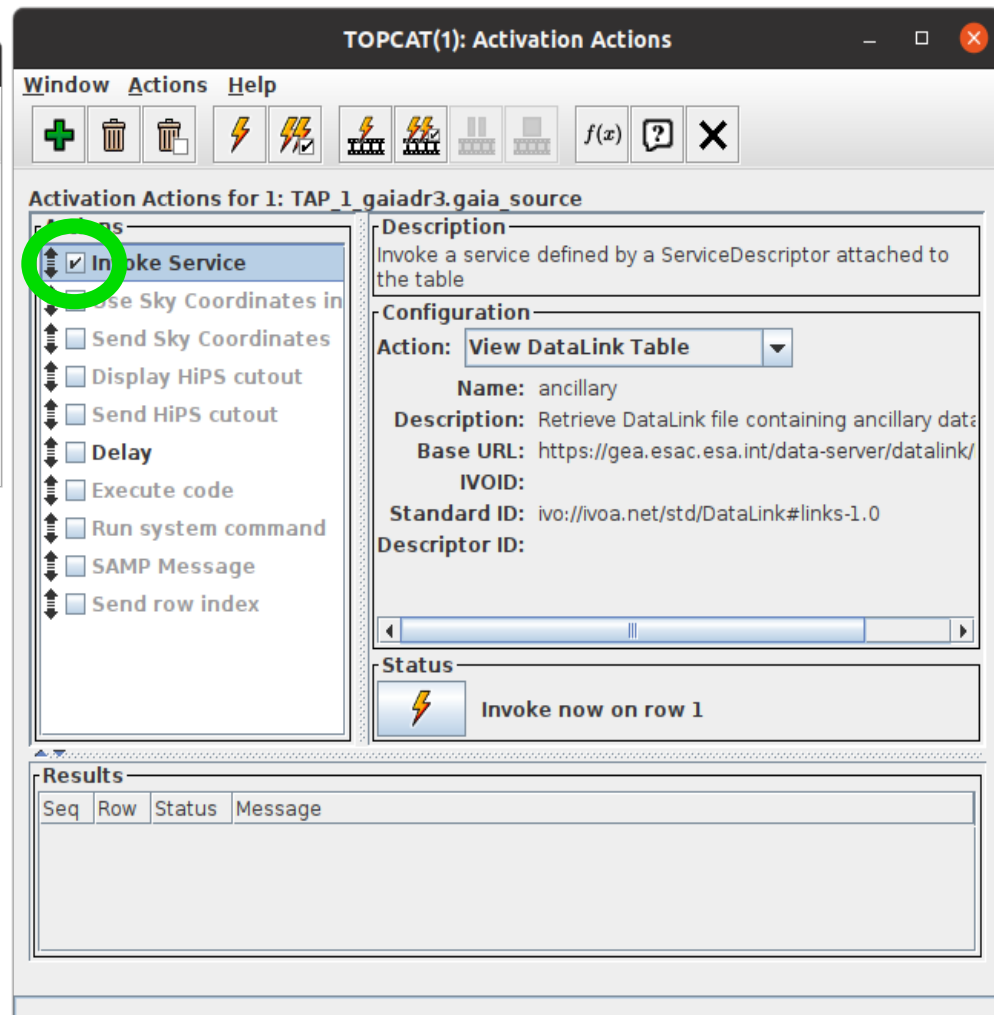 TOPCAT(1): Activation Actions
Window Actions Help
f(x) ?
Activation Actions for 1: TAP_1_gaiadr3.gaia_source
Invoke Service
Use Sky Coordinates in
Send Sky Coordinates
Display HiPS cutout
Send HiPS cutout
Delay
Execute code
Run system command
SAMP Message
Send row index
Description
Invoke a service defined by a ServiceDescriptor attached to
the table
Configuration
Action: View DataLink Table
Name: ancillary
Description: Retrieve DataLink file containing ancillary data
Base URL: https://gea.esac.esa.int/data-server/datalink/
IVOID:
Standard ID: ivo://ivoa.net/std/DataLink#links-1.0
Descriptor ID:
Status
Invoke now on row 1
Results
Seq Row Status Message